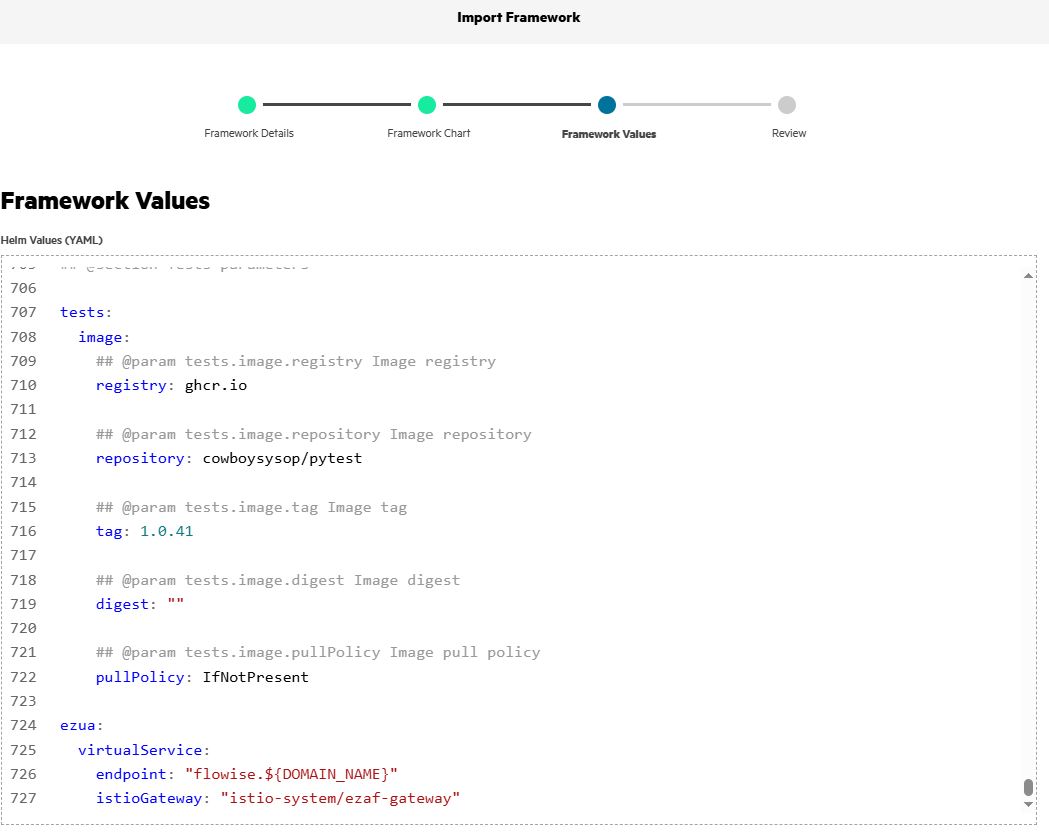 Import Framework
Framework Details
Framework Chart
Framework Values
Review
Framework Values
Helm Values (YAML)
705 ## @section Tests parameters
706
707 tests:
708 image:
709 ## @param tests.image.registry Image registry
710 registry: ghcr.io
711
712 ## @param tests.image.repository Image repository
713 repository: cowboysysop/pytest
714
715 ## @param tests.image.tag Image tag
716 tag: 1.0.41
717
718 ## @param tests.image.digest Image digest
719 digest: ""
720
721 ## @param tests.image.pullPolicy Image pull policy
722 pullPolicy: IfNotPresent
723
724 ezua:
725 virtualService:
726 endpoint: "flowise.${DOMAIN_NAME}"
727 istioGateway: "istio-system/ezaf-gateway"